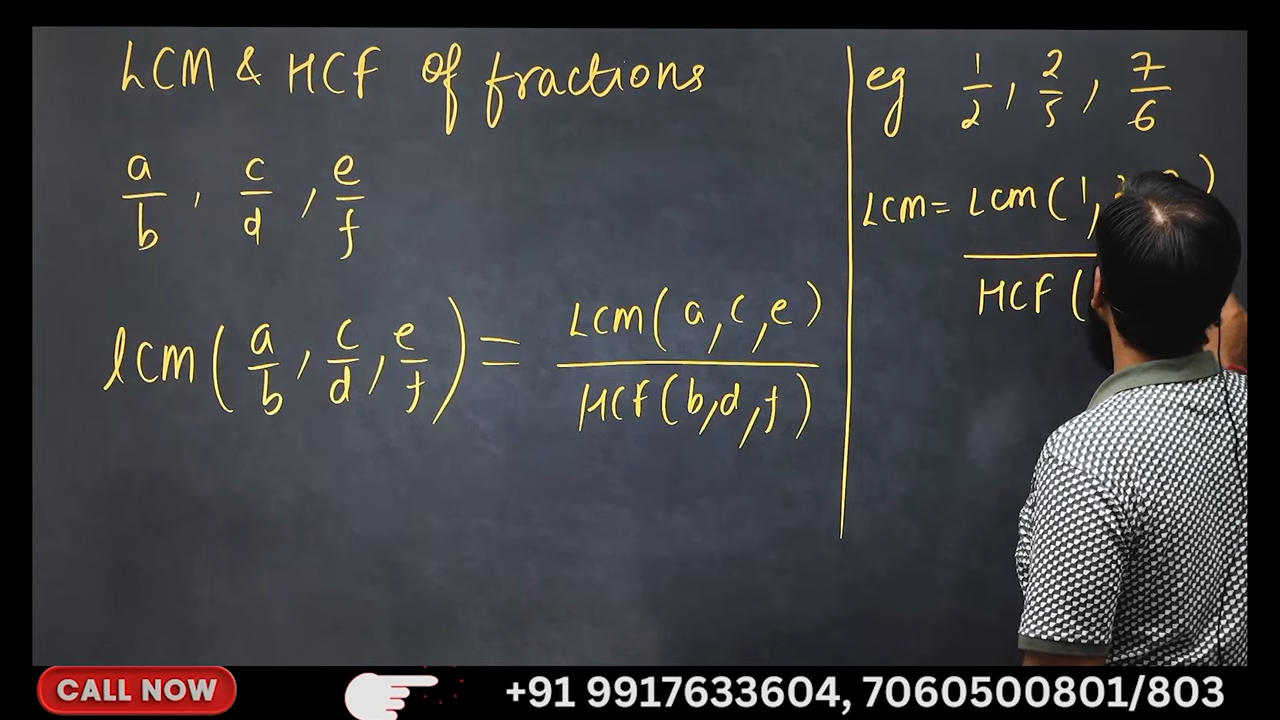 LCM & HCF of fractions
a/b, c/d, e/f
lCM(a/b, c/d, e/f) = LCM(a,c,e)/HCF(b,d,f)
eg 1/2, 2/5, 7/6
LCM = LCM(1, )/HCF(
CALL NOW
+91 9917633604, 7060500801/803